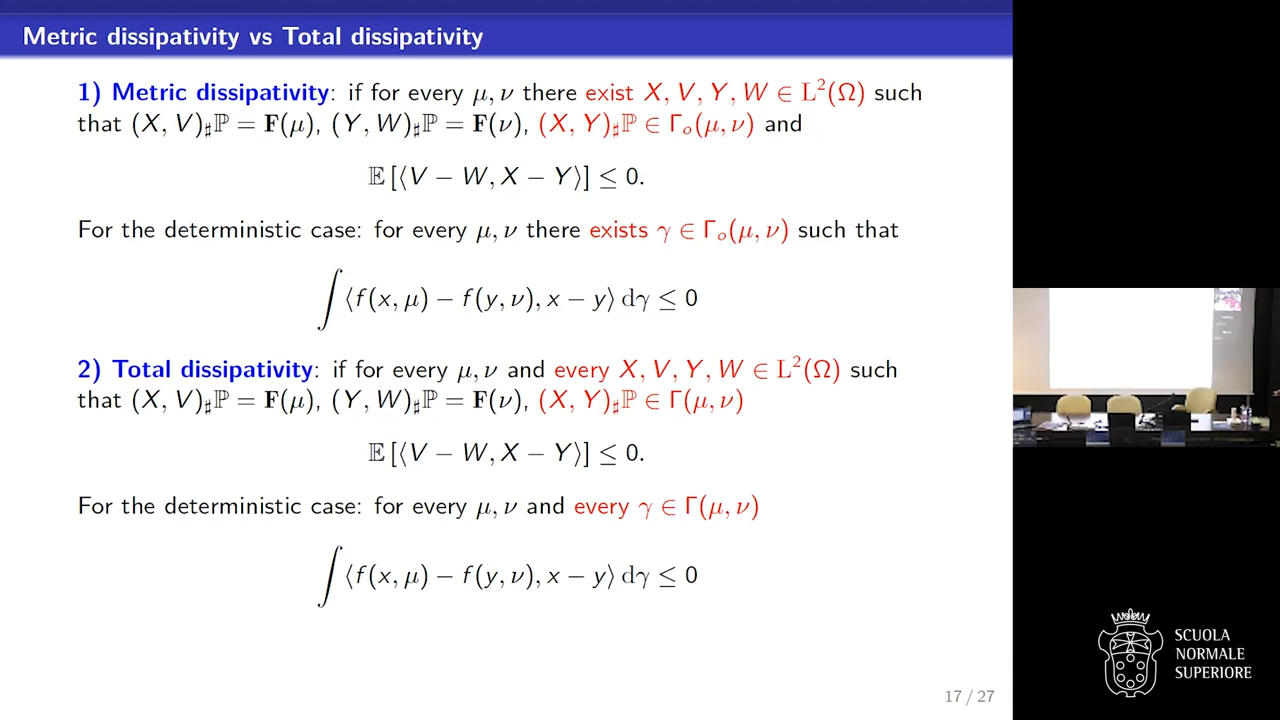 Metric dissipativity vs Total dissipativity
1) Metric dissipativity: if for every μ, ν there exist X, V, Y, W ∈ L²(Ω) such
that (X, V)♯ℙ = F(μ), (Y, W)♯ℙ = F(ν), (X, Y)♯ℙ ∈ Γₒ(μ, ν) and
𝔼 [⟨V − W, X − Y⟩] ≤ 0.
For the deterministic case: for every μ, ν there exists γ ∈ Γₒ(μ, ν) such that
∫ ⟨f(x, μ) − f(y, ν), x − y⟩ dγ ≤ 0
2) Total dissipativity: if for every μ, ν and every X, V, Y, W ∈ L²(Ω) such
that (X, V)♯ℙ = F(μ), (Y, W)♯ℙ = F(ν), (X, Y)♯ℙ ∈ Γ(μ, ν)
𝔼 [⟨V − W, X − Y⟩] ≤ 0.
For the deterministic case: for every μ, ν and every γ ∈ Γ(μ, ν)
∫ ⟨f(x, μ) − f(y, ν), x − y⟩ dγ ≤ 0
17 / 27
SCUOLA
NORMALE
SUPERIORE